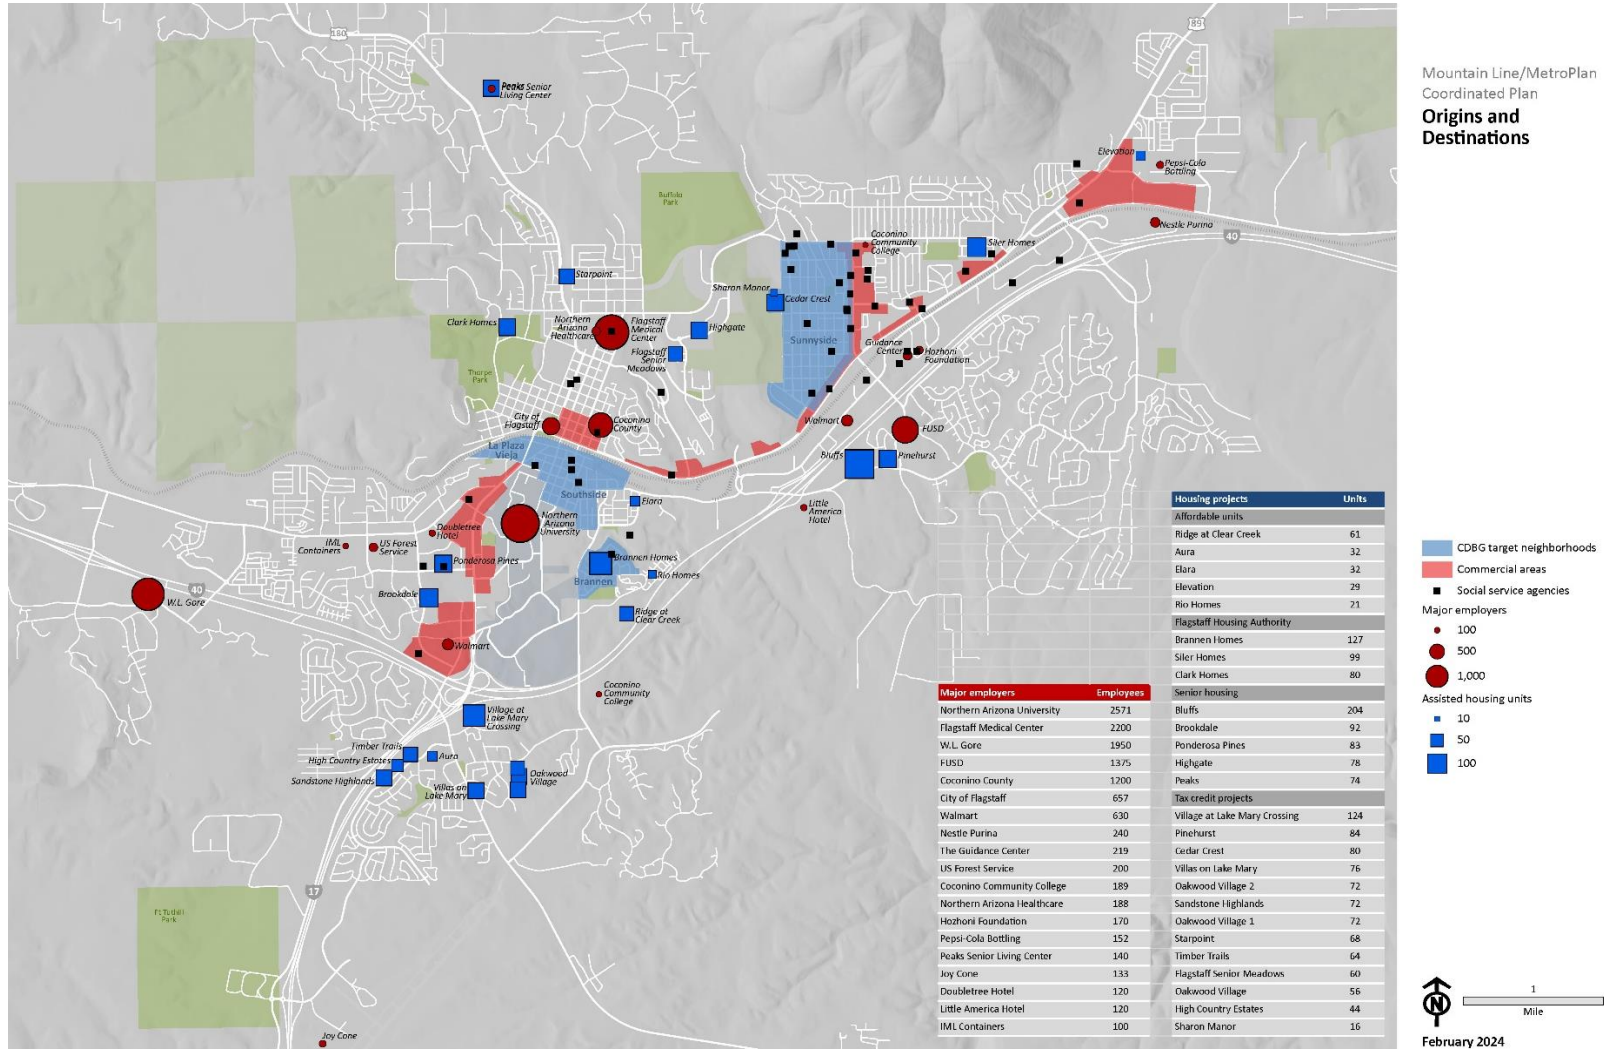 Mountain Line/MetroPlan
Coordinated Plan
Origins and
Destinations
180
89
Peaks Senior
Living Center
Elevation
Pepsi-Cola
Bottling
Nestle Purina
40
Buffalo
Park
Coconino
Community
College
Siler Homes
Starpoint
Sharon Manor
Cedar Crest
Clark Homes
Northern
Arizona
Healthcare
Flagstaff
Medical
Center
Highgate
Flagstaff
Senior
Meadows
Sunnyside
Guidance
Center
Hozhoni
Foundation
Thorpe
Park
City of
Flagstaff
Coconino
County
Walmart
FUSD
La Plaza
Vieja
Bluffs
Pinehurst
Southside
Elara
Little
America
Hotel
Northern
Arizona
University
Doubletree
Hotel
IML
Containers
US Forest
Service
Ponderosa Pines
Brannen Homes
Brannen
Rio Homes
40
W.L. Gore
Brookdale
Ridge at
Clear Creek
Walmart
Coconino
Community
College
Village at
Lake Mary
Crossing
Timber Trails
Aura
High Country Estates
Sandstone Highlands
Oakwood
Village
Villas on
Lake Mary
17
Ft Tuthill
Park
Joy Cone
Housing projects Units
Affordable units
Ridge at Clear Creek 61
Aura 32
Elara 32
Elevation 29
Rio Homes 21
Flagstaff Housing Authority
Brannen Homes 127
Siler Homes 99
Clark Homes 80
Senior housing
Bluffs 204
Brookdale 92
Ponderosa Pines 83
Highgate 78
Peaks 74
Tax credit projects
Village at Lake Mary Crossing 124
Pinehurst 84
Cedar Crest 80
Villas on Lake Mary 76
Oakwood Village 2 72
Sandstone Highlands 72
Oakwood Village 1 72
Starpoint 68
Timber Trails 64
Flagstaff Senior Meadows 60
Oakwood Village 56
High Country Estates 44
Sharon Manor 16
Major employers Employees
Northern Arizona University 2571
Flagstaff Medical Center 2200
W.L. Gore 1950
FUSD 1375
Coconino County 1200
City of Flagstaff 657
Walmart 630
Nestle Purina 240
The Guidance Center 219
US Forest Service 200
Coconino Community College 189
Northern Arizona Healthcare 188
Hozhoni Foundation 170
Pepsi-Cola Bottling 152
Peaks Senior Living Center 140
Joy Cone 133
Doubletree Hotel 120
Little America Hotel 120
IML Containers 100
CDBG target neighborhoods
Commercial areas
Social service agencies
Major employers
100
500
1,000
Assisted housing units
10
50
100
N
1
Mile
February 2024